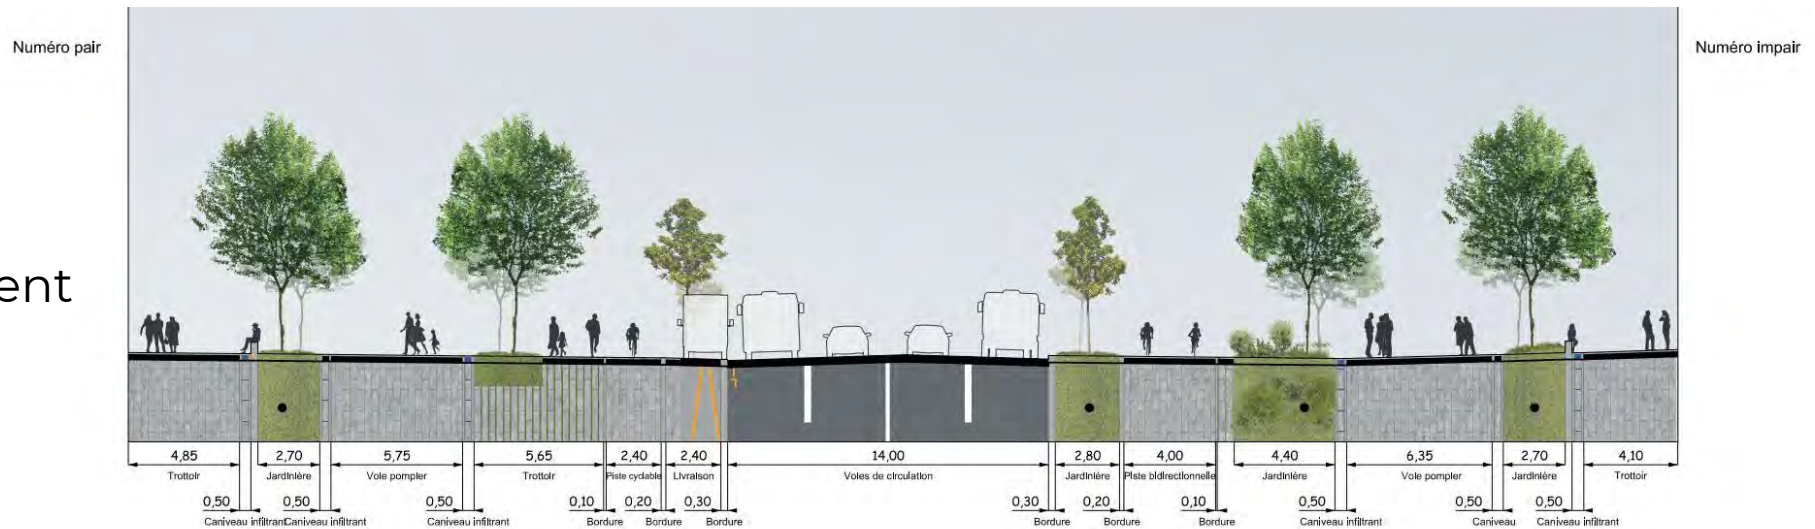 Numéro pair
Numéro impair
ent
4,85 2,70 5,75 5,65 2,40 2,40 14,00 2,80 4,00 4,40 6,35 2,70 4,10
Trottoir Jardinière Voie pompier Trottoir Piste cyclable Livraison Voies de circulation Jardinière Piste bidirectionnelle Jardinière Voie pompier Jardinière Trottoir
0,50 0,50 0,50 0,10 0,20 0,30 0,30 0,20 0,10 0,50 0,50 0,50
Caniveau infiltrant Caniveau infiltrant Caniveau infiltrant Bordure Bordure Bordure Bordure Bordure Bordure Caniveau infiltrant Caniveau Caniveau infiltrant